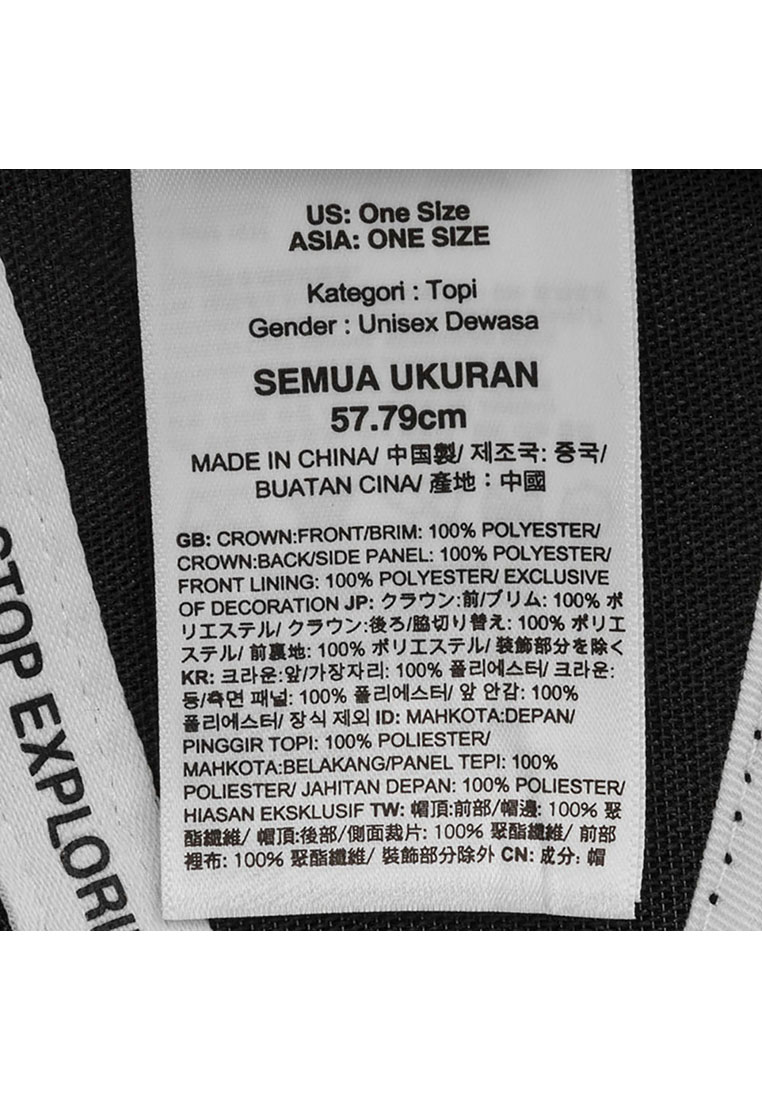 US: One Size
ASIA: ONE SIZE
Kategori : Topi
Gender : Unisex Dewasa
SEMUA UKURAN
57.79cm
MADE IN CHINA/ 中国製/ 제조국: 중국/
BUATAN CINA/ 產地：中國
GB: CROWN:FRONT/BRIM: 100% POLYESTER/
CROWN:BACK/SIDE PANEL: 100% POLYESTER/
FRONT LINING: 100% POLYESTER/ EXCLUSIVE
OF DECORATION JP: クラウン:前/ブリム: 100% ポ
リエステル/ クラウン:後ろ/脇切り替え: 100% ポリエ
ステル/ 前裏地: 100% ポリエステル/ 装飾部分を除く
KR: 크라운:앞/가장자리: 100% 폴리에스터/ 크라운:
등/측면 패널: 100% 폴리에스터/ 앞 안감: 100%
폴리에스터/ 장식 제외 ID: MAHKOTA:DEPAN/
PINGGIR TOPI: 100% POLIESTER/
MAHKOTA:BELAKANG/PANEL TEPI: 100%
POLIESTER/ JAHITAN DEPAN: 100% POLIESTER/
HIASAN EKSKLUSIF TW: 帽頂:前部/帽邊: 100% 聚
酯纖維/ 帽頂:後部/側面裁片: 100% 聚酯纖維/ 前部
裡布: 100% 聚酯纖維/ 裝飾部分除外 CN: 成分: 帽
STOP EXPLORI